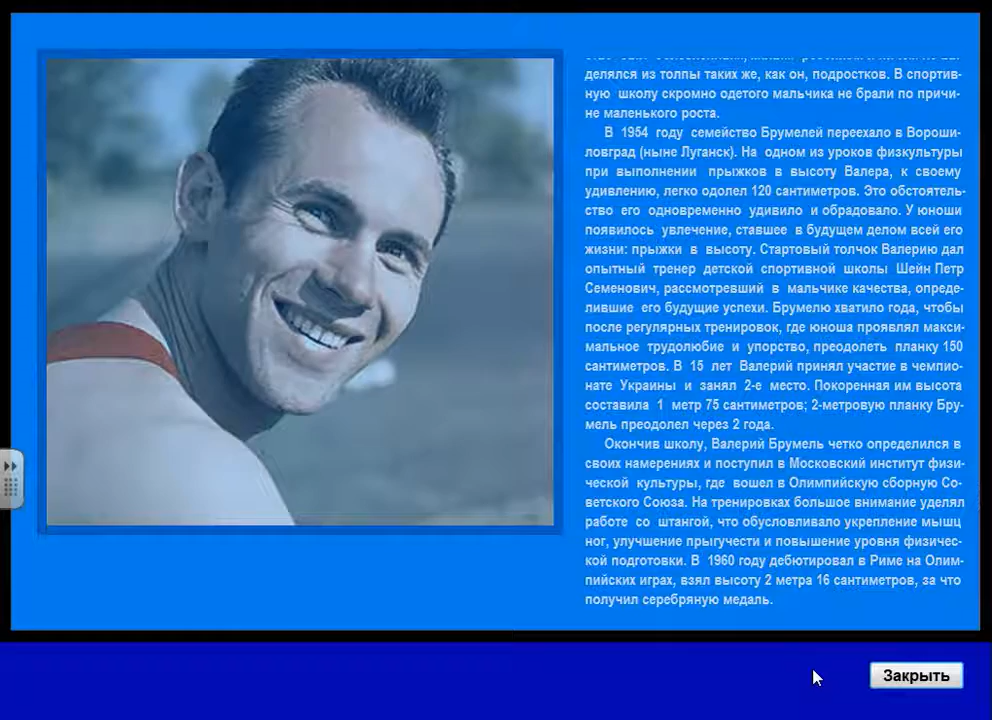 делялся из толпы таких же, как он, подростков. В спортив-
ную школу скромно одетого мальчика не брали по причи-
не маленького роста.
В 1954 году семейство Брумелей переехало в Вороши-
ловград (ныне Луганск). На одном из уроков физкультуры
при выполнении прыжков в высоту Валера, к своему
удивлению, легко одолел 120 сантиметров. Это обстоятель-
ство его одновременно удивило и обрадовало. У юноши
появилось увлечение, ставшее в будущем делом всей его
жизни: прыжки в высоту. Стартовый толчок Валерию дал
опытный тренер детской спортивной школы Шейн Петр
Семенович, рассмотревший в мальчике качества, опреде-
лившие его будущие успехи. Брумелю хватило года, чтобы
после регулярных тренировок, где юноша проявлял макси-
мальное трудолюбие и упорство, преодолеть планку 150
сантиметров. В 15 лет Валерий принял участие в чемпио-
нате Украины и занял 2-е место. Покоренная им высота
составила 1 метр 75 сантиметров; 2-метровую планку Бру-
мель преодолел через 2 года.
Окончив школу, Валерий Брумель четко определился в
своих намерениях и поступил в Московский институт физи-
ческой культуры, где вошел в Олимпийскую сборную Со-
ветского Союза. На тренировках большое внимание уделял
работе со штангой, что обусловливало укрепление мышц
ног, улучшение прыгучести и повышение уровня физичес-
кой подготовки. В 1960 году дебютировал в Риме на Олим-
пийских играх, взял высоту 2 метра 16 сантиметров, за что
получил серебряную медаль.
Закрыть